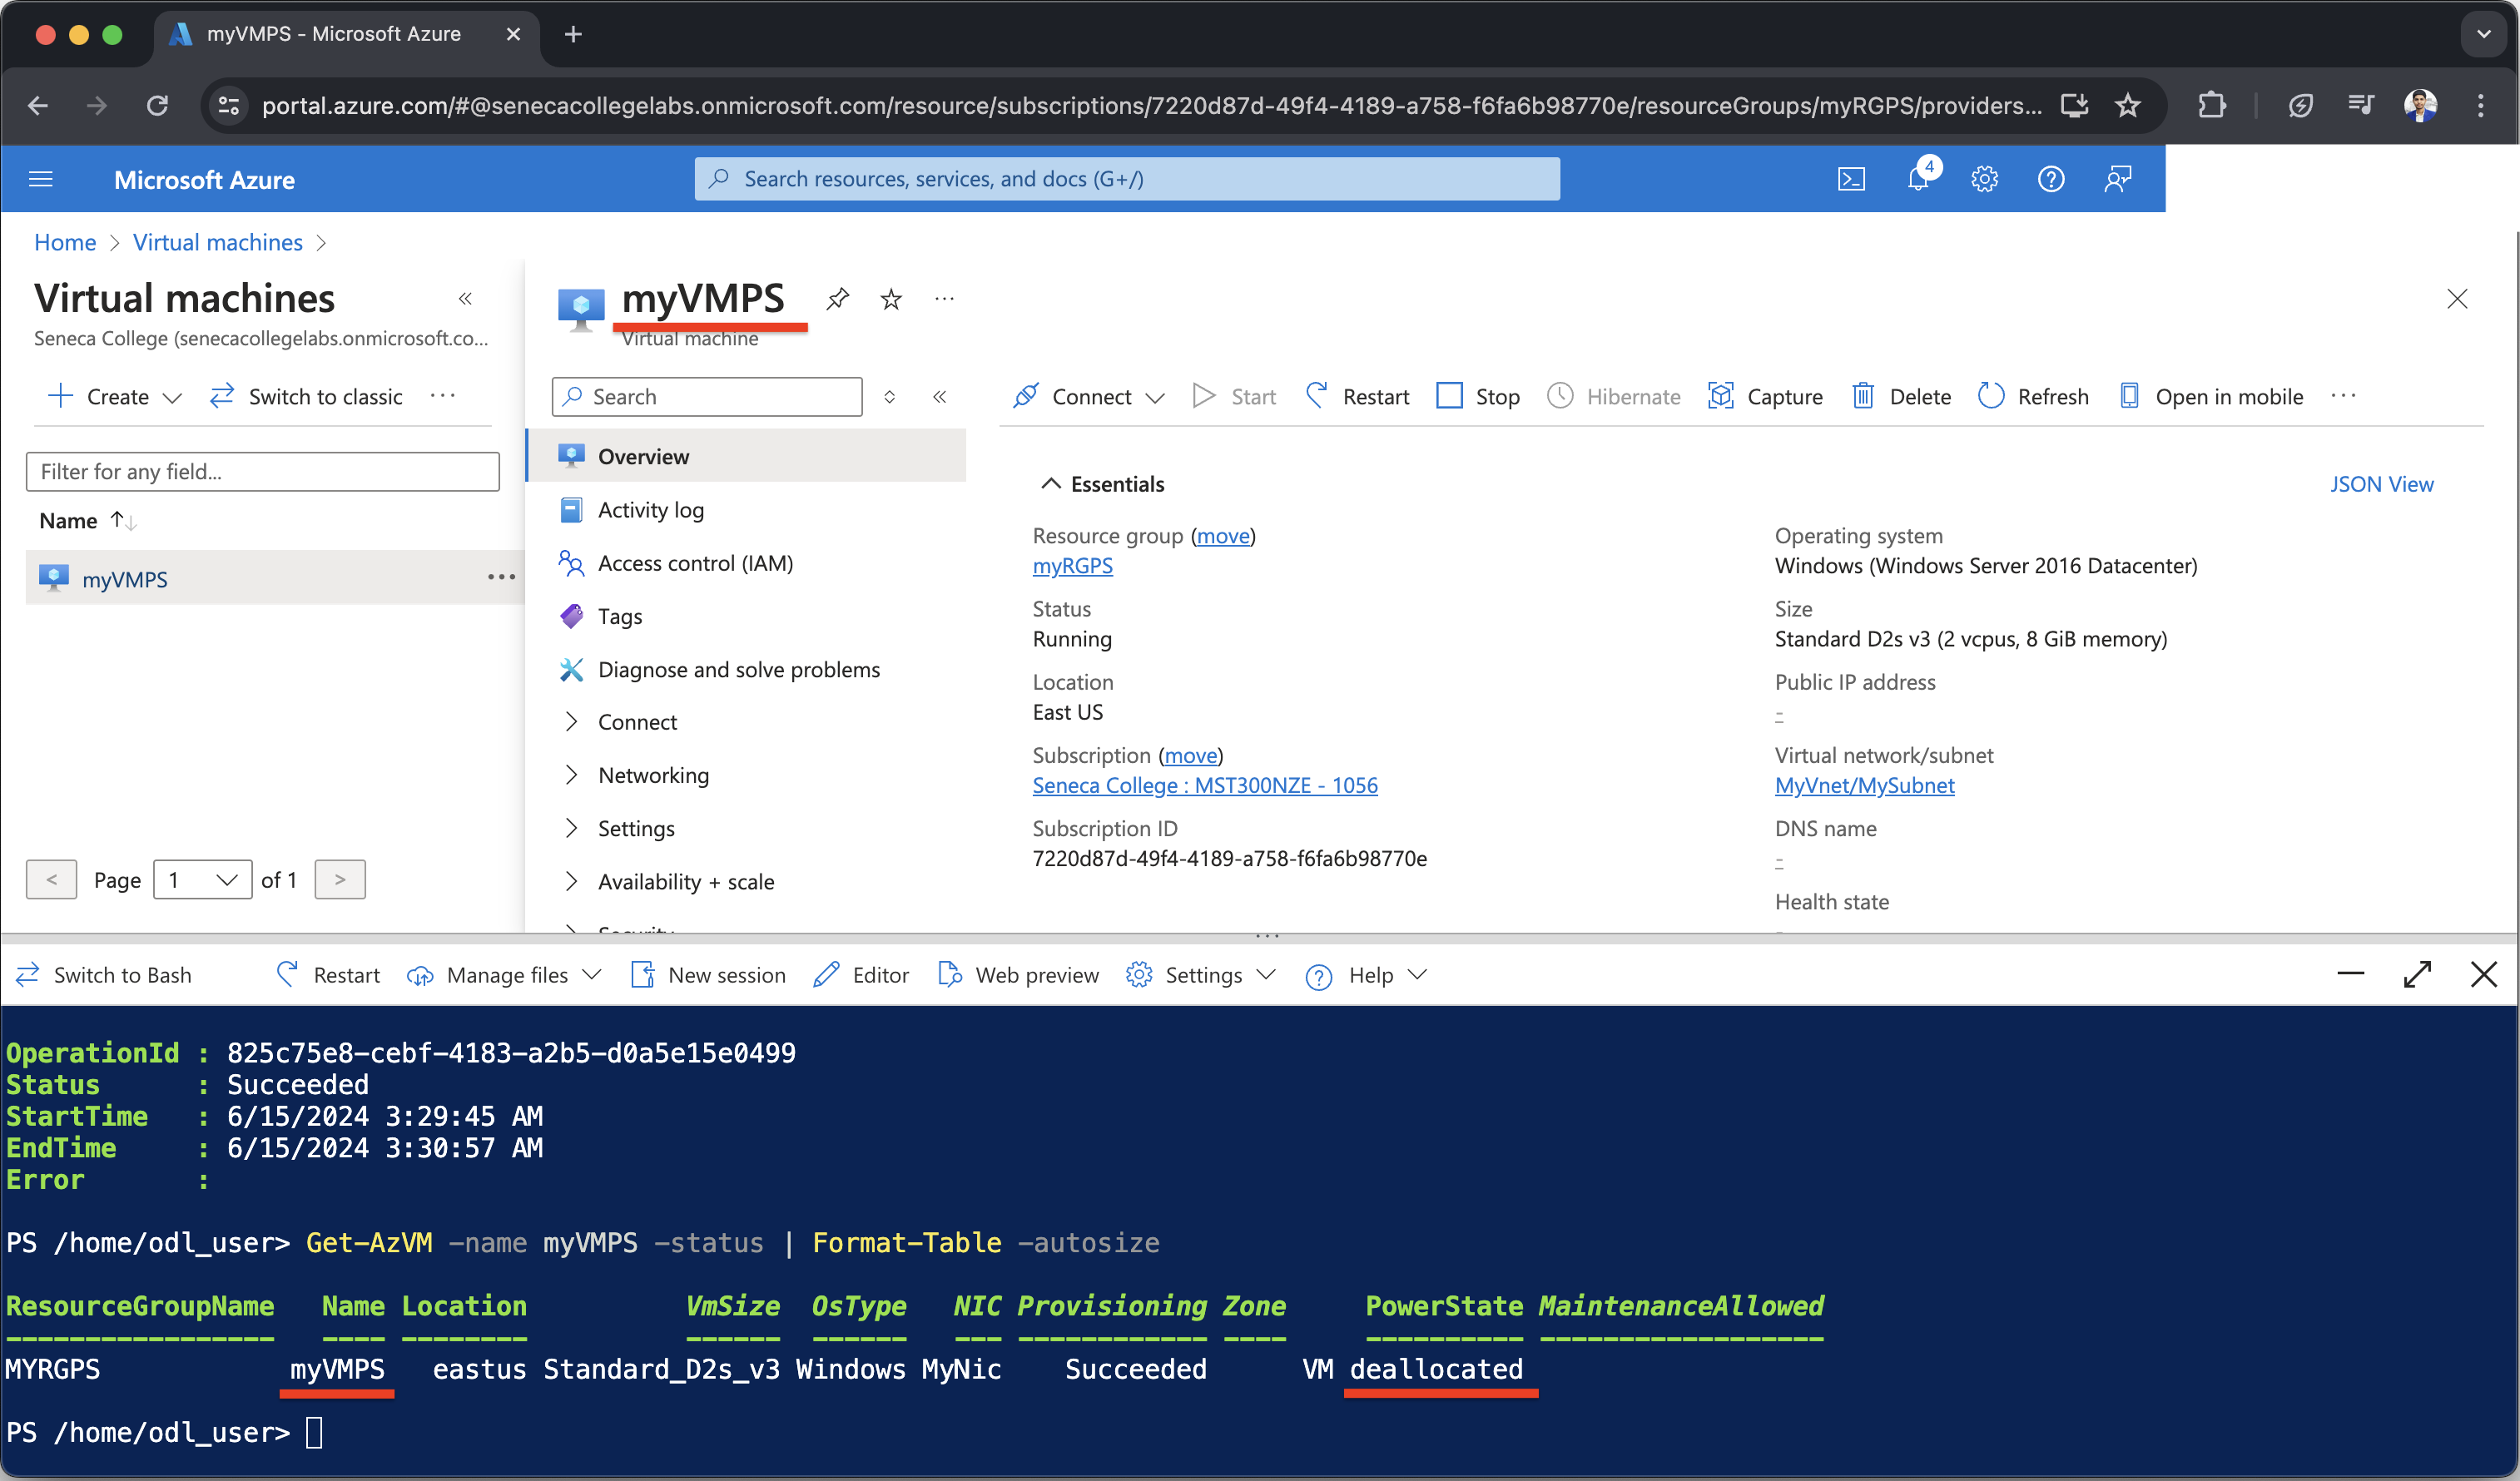 myVMPS - Microsoft Azure
portal.azure.com/#@senecacollegelabs.onmicrosoft.com/resource/subscriptions/7220d87d-49f4-4189-a758-f6fa6b98770e/resourceGroups/myRGPS/providers...
Microsoft Azure
Search resources, services, and docs (G+/)
4
Home > Virtual machines >
Virtual machines
Seneca College (senecacollegelabs.onmicrosoft.co...
Create
Switch to classic
Filter for any field...
Name
myVMPS
< Page 1 of 1 >
myVMPS
Virtual machine
Search
Overview
Activity log
Access control (IAM)
Tags
Diagnose and solve problems
Connect
Networking
Settings
Availability + scale
Security
Connect Start Restart Stop Hibernate Capture Delete Refresh Open in mobile
Essentials
JSON View
Resource group (move)
myRGPS
Status
Running
Location
East US
Subscription (move)
Seneca College : MST300NZE - 1056
Subscription ID
7220d87d-49f4-4189-a758-f6fa6b98770e
Operating system
Windows (Windows Server 2016 Datacenter)
Size
Standard D2s v3 (2 vcpus, 8 GiB memory)
Public IP address
-
Virtual network/subnet
MyVnet/MySubnet
DNS name
-
Health state
-
Switch to Bash Restart Manage files New session Editor Web preview Settings Help
OperationId : 825c75e8-cebf-4183-a2b5-d0a5e15e0499
Status : Succeeded
StartTime : 6/15/2024 3:29:45 AM
EndTime : 6/15/2024 3:30:57 AM
Error :
PS /home/odl_user> Get-AzVM -name myVMPS -status | Format-Table -autosize
ResourceGroupName Name Location VmSize OsType NIC Provisioning Zone PowerState MaintenanceAllowed
----------------- ---- -------- ------ ------ --- ------------ ---- ---------- ------------------
MYRGPS myVMPS eastus Standard_D2s_v3 Windows MyNic Succeeded VM deallocated
PS /home/odl_user>